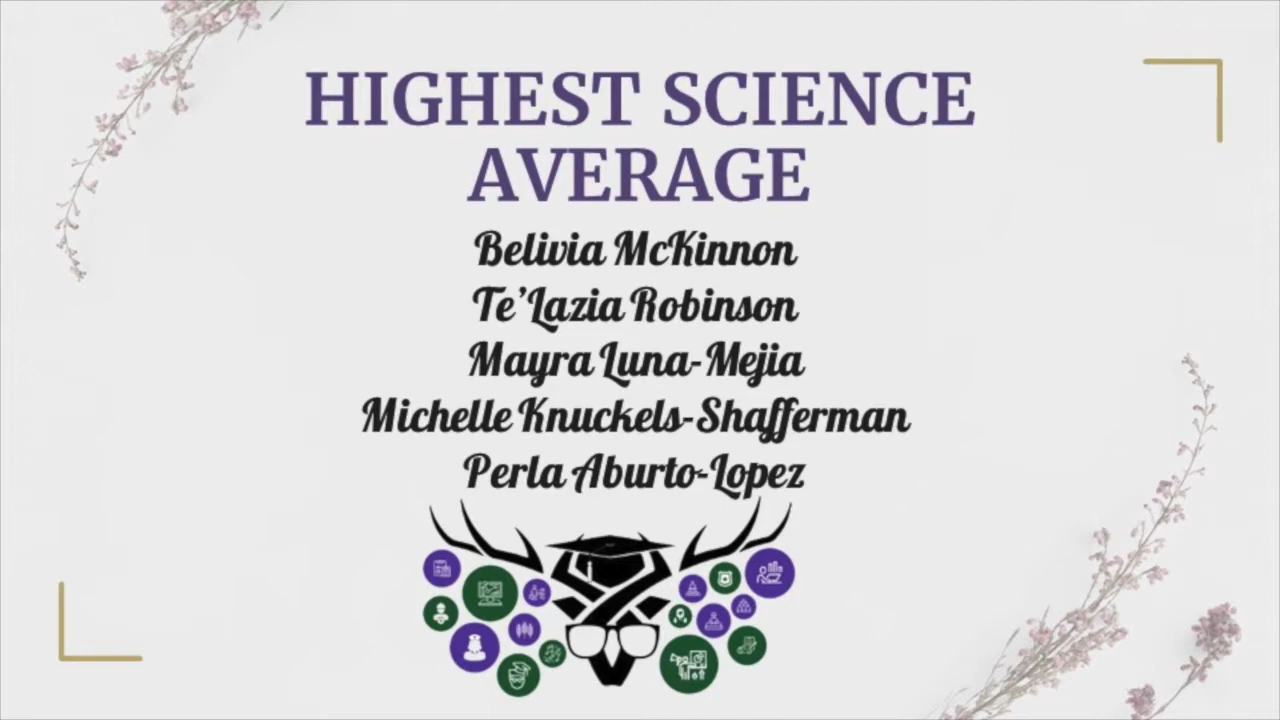 HIGHEST SCIENCE
AVERAGE
Belivia McKinnon
Te'Lazia Robinson
Mayra Luna-Mejia
Michelle Knuckels-Shafferman
Perla Aburto-Lopez